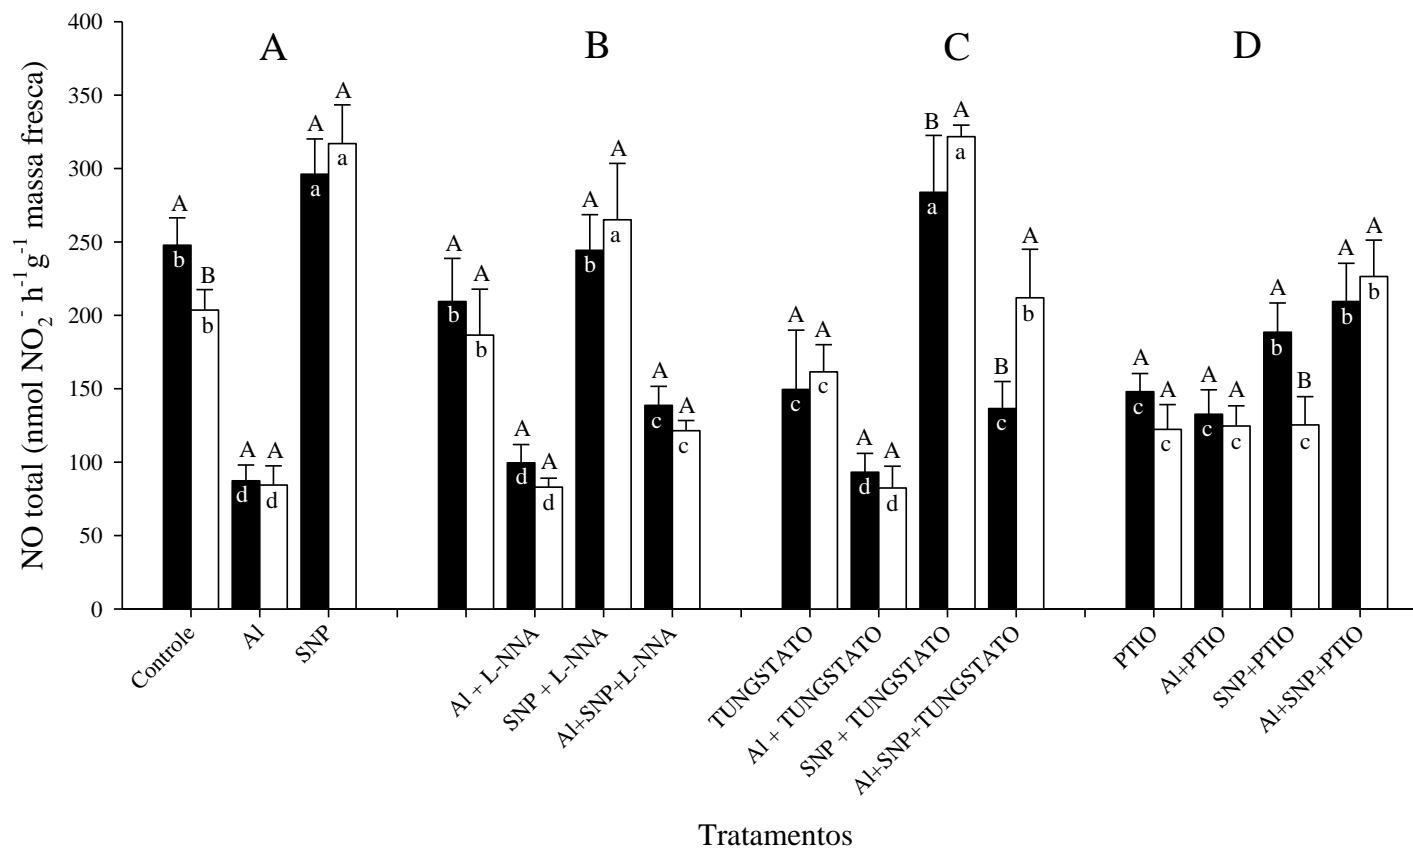 400
350
300
250
200
150
100
50
0
NO total (nmol NO₂⁻ h⁻¹ g⁻¹ massa fresca)
A
B
C
D
A
b
B
b
A
d
A
d
A
a
A
a
A
b
A
b
A
d
A
d
A
b
A
a
A
c
A
c
A
c
A
c
A
d
A
d
B
a
A
a
B
c
A
b
A
c
A
c
A
c
A
c
A
b
B
c
A
b
A
b
Controle
Al
SNP
Al + L-NNA
SNP + L-NNA
Al+SNP+L-NNA
TUNGSTATO
Al + TUNGSTATO
SNP + TUNGSTATO
Al+SNP+TUNGSTATO
PTIO
Al+PTIO
SNP+PTIO
Al+SNP+PTIO
Tratamentos